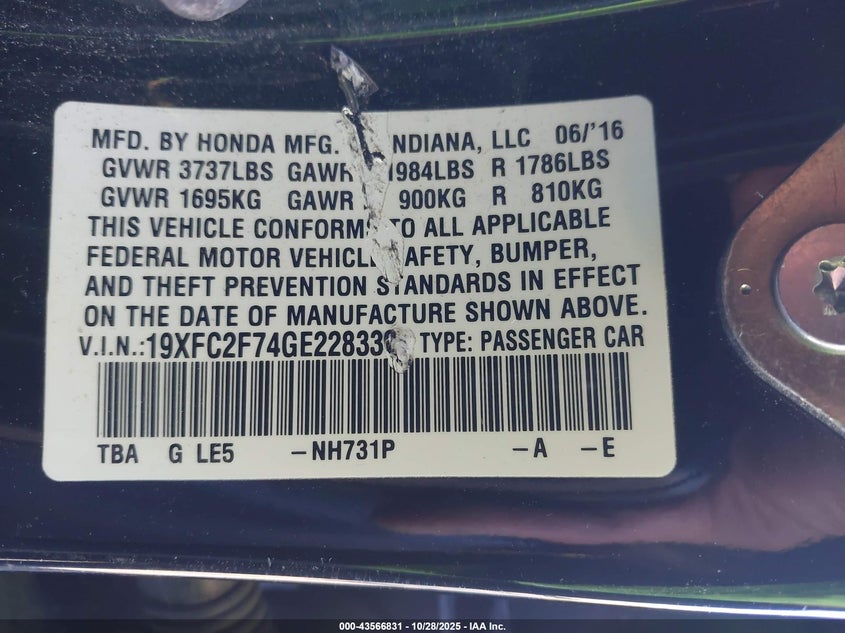 MFD. BY HONDA MFG. NDIANA, LLC 06/'16
GVWR 3737LBS GAWR 1984LBS R 1786LBS
GVWR 1695KG GAWR 900KG R 810KG
THIS VEHICLE CONFORMS TO ALL APPLICABLE
FEDERAL MOTOR VEHICLE SAFETY, BUMPER,
AND THEFT PREVENTION STANDARDS IN EFFECT
ON THE DATE OF MANUFACTURE SHOWN ABOVE.
V.I.N.: TYPE: PASSENGER CAR
TBA G LE5 -NH731P -A -E
000-43566831 - 10/28/2025 - IAA Inc.